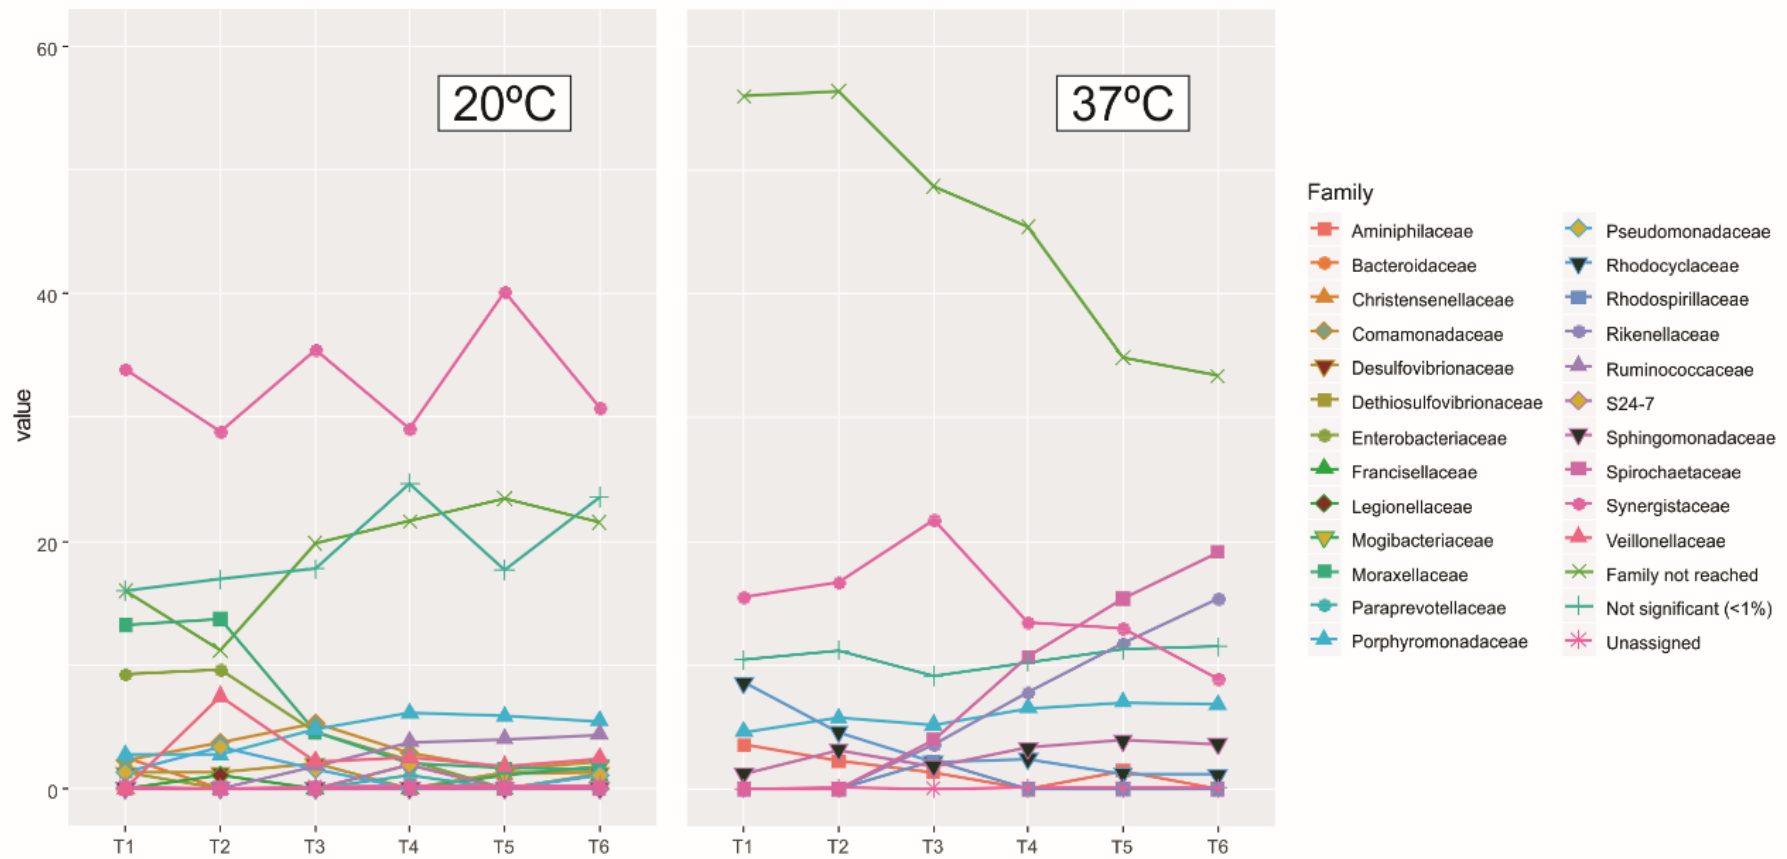 60
40
20
0
value
20ºC
37ºC
T1 T2 T3 T4 T5 T6
T1 T2 T3 T4 T5 T6
Family
Aminiphilaceae
Bacteroidaceae
Christensenellaceae
Comamonadaceae
Desulfovibrionaceae
Dethiosulfovibrionaceae
Enterobacteriaceae
Francisellaceae
Legionellaceae
Mogibacteriaceae
Moraxellaceae
Paraprevotellaceae
Porphyromonadaceae
Pseudomonadaceae
Rhodocyclaceae
Rhodospirillaceae
Rikenellaceae
Ruminococcaceae
S24-7
Sphingomonadaceae
Spirochaetaceae
Synergistaceae
Veillonellaceae
Family not reached
Not significant (<1%)
Unassigned